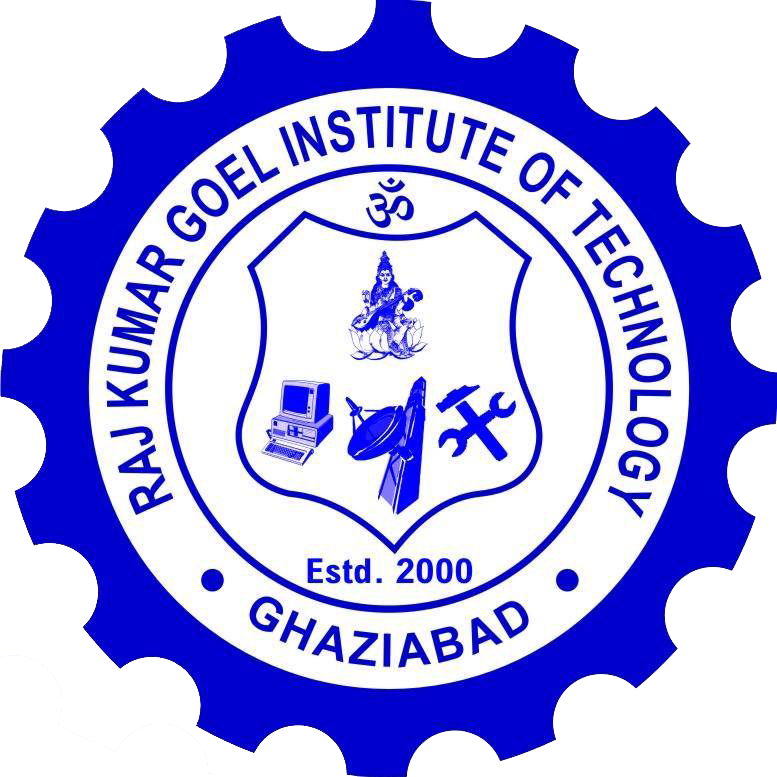 RAJ KUMAR GOEL INSTITUTE OF TECHNOLOGY
ॐ
Estd. 2000
GHAZIABAD